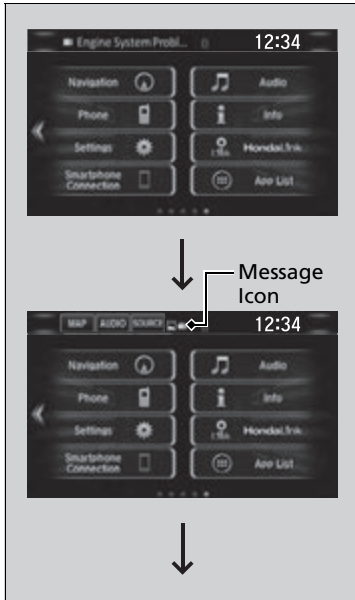 Engine System Probl... 12:34
Navigation Audio
Phone Info
Settings HondaLink
Smartphone
Connection App List
Message
Icon
MAP AUDIO SOURCE 12:34
Navigation Audio
Phone Info
Settings HondaLink
Smartphone
Connection App List